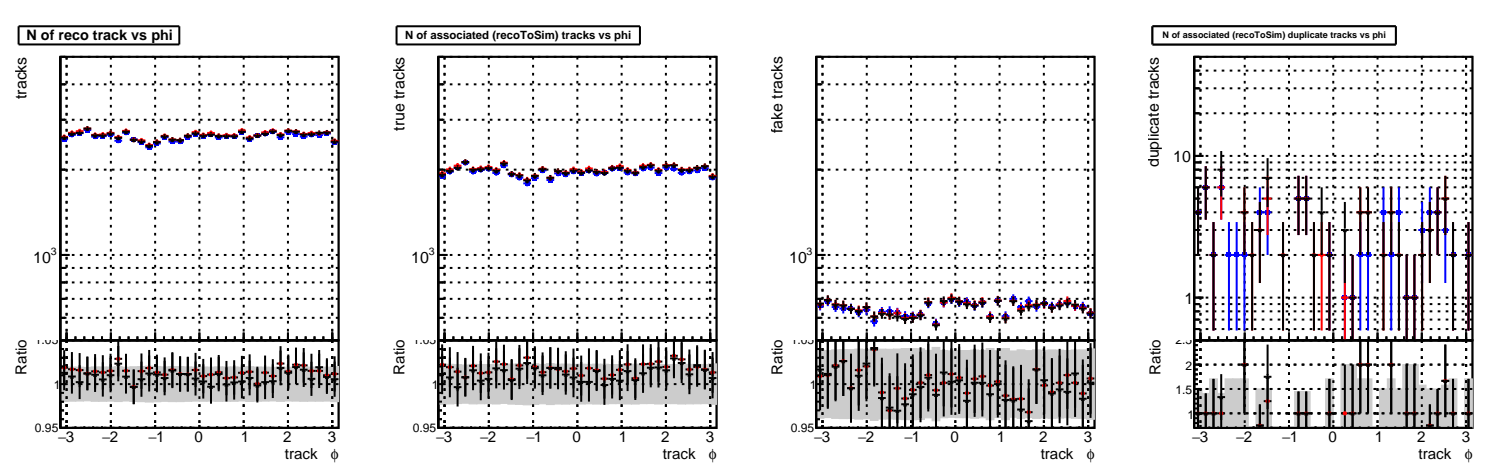 N of reco track vs phi
tracks
10³
Ratio
1
0.95
−3 −2 −1 0 1 2 3
track ϕ
N of associated (recoToSim) tracks vs phi
true tracks
10³
Ratio
1
0.95
−3 −2 −1 0 1 2 3
track ϕ
fake tracks
10³
Ratio
1
0.95
−3 −2 −1 0 1 2 3
track ϕ
N of associated (recoToSim) duplicate tracks vs phi
duplicate tracks
10
1
Ratio
2
1.5
1
−3 −2 −1 0 1 2 3
track ϕ